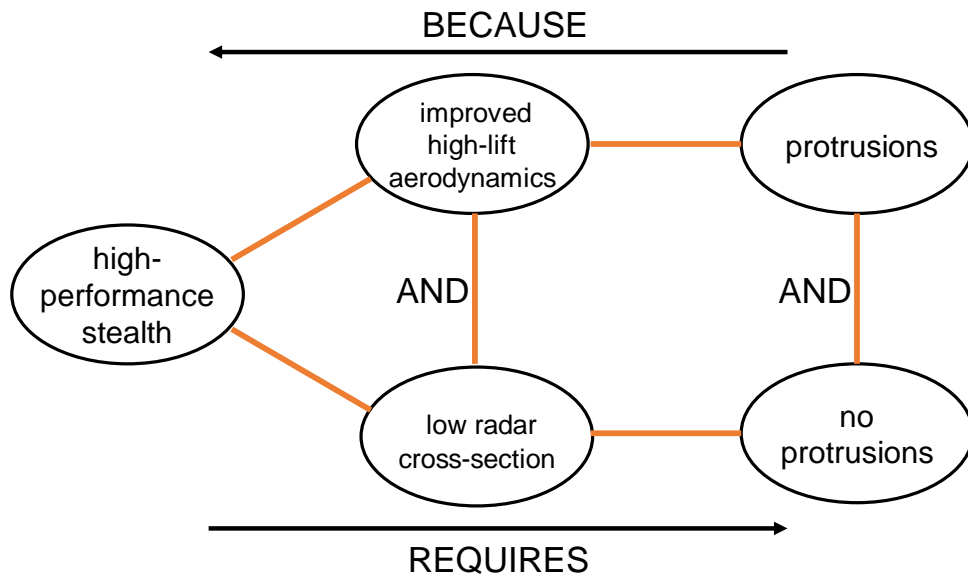 BECAUSE
improved
high-lift
aerodynamics
protrusions
high-
performance
stealth
AND
AND
low radar
cross-section
no
protrusions
REQUIRES